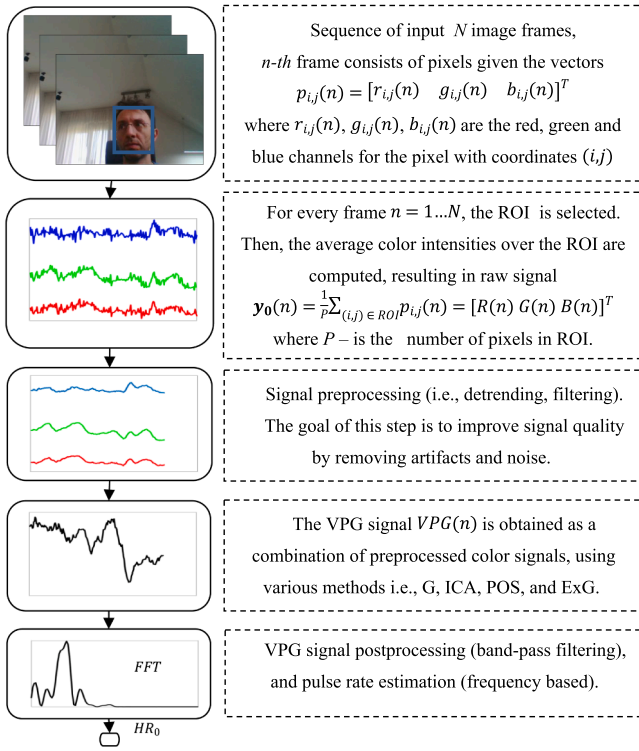 Sequence of input N image frames,
n-th frame consists of pixels given the vectors
p_{i,j}(n) = [r_{i,j}(n) g_{i,j}(n) b_{i,j}(n)]^T
where r_{i,j}(n), g_{i,j}(n), b_{i,j}(n) are the red, green and
blue channels for the pixel with coordinates (i,j)
For every frame n = 1...N, the ROI is selected.
Then, the average color intensities over the ROI are
computed, resulting in raw signal
y_0(n) = \frac{1}{P}∑_{(i,j) ∈ ROI} p_{i,j}(n) = [R(n) G(n) B(n)]^T
where P – is the number of pixels in ROI.
Signal preprocessing (i.e., detrending, filtering).
The goal of this step is to improve signal quality
by removing artifacts and noise.
The VPG signal VPG(n) is obtained as a
combination of preprocessed color signals, using
various methods i.e., G, ICA, POS, and ExG.
FFT
VPG signal postprocessing (band-pass filtering),
and pulse rate estimation (frequency based).
HR_0